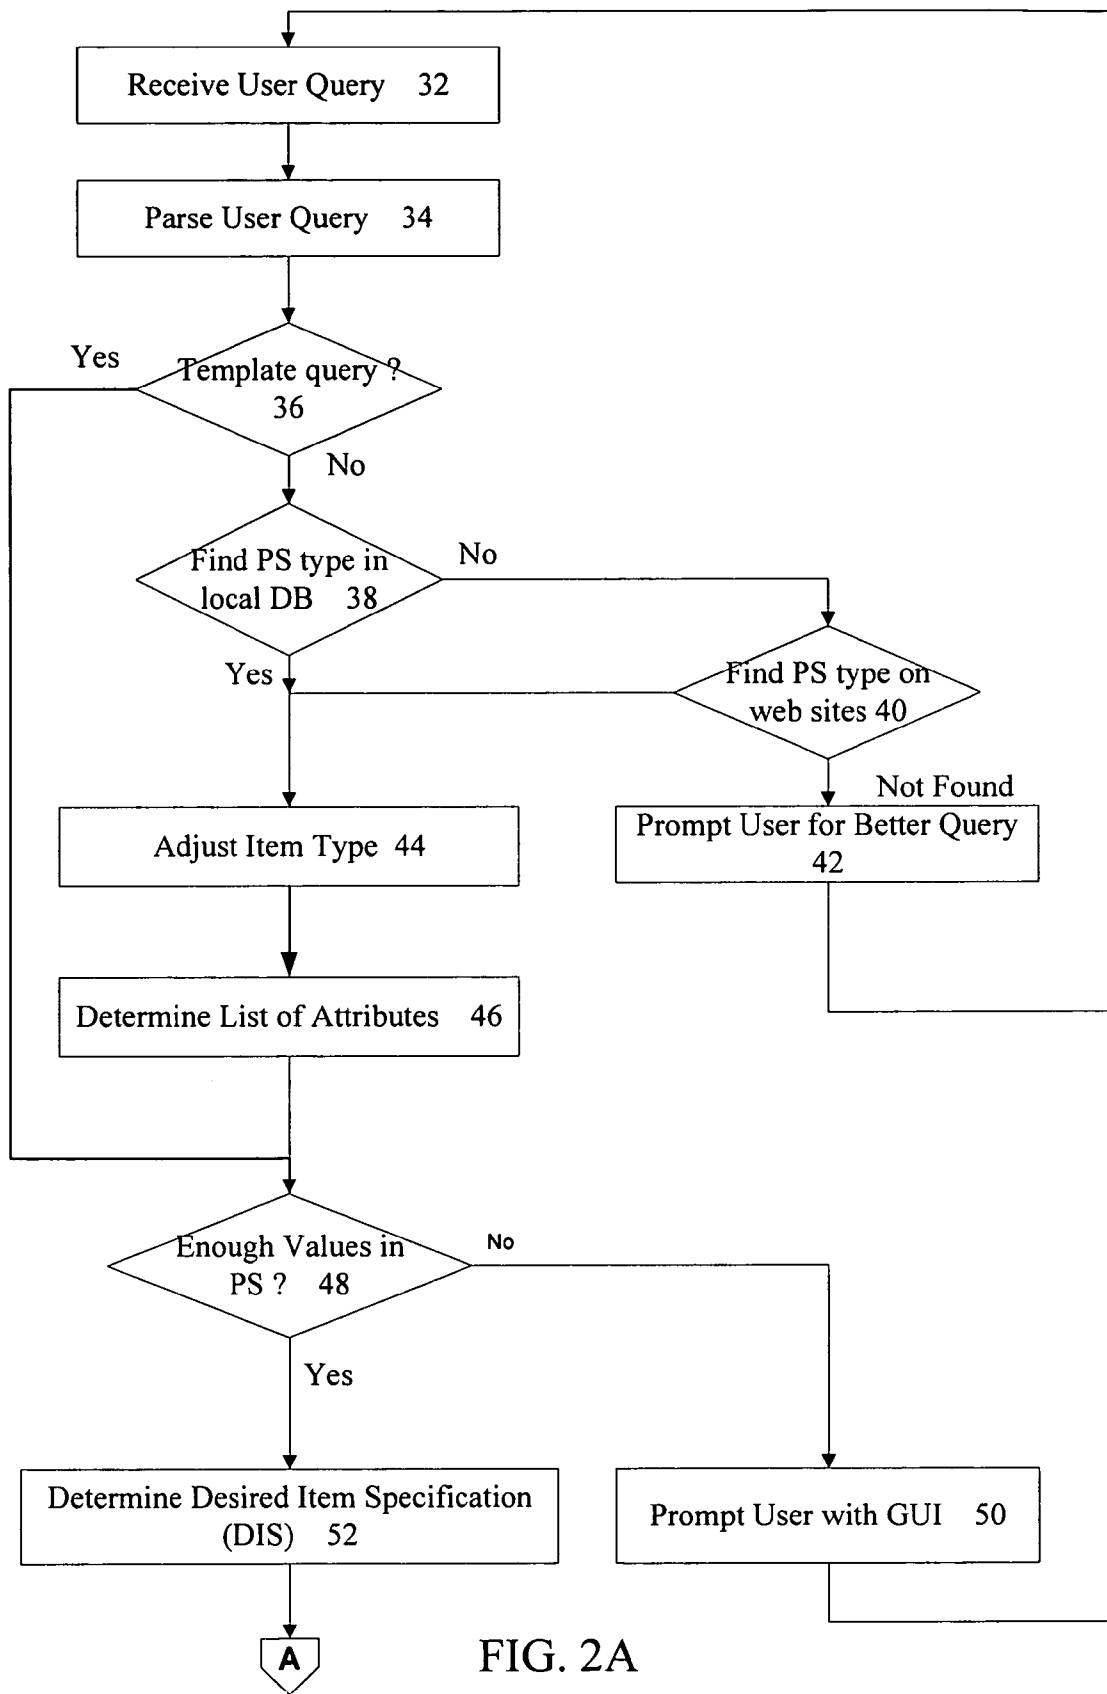 Receive User Query 32
Parse User Query 34
Yes
Template query ?
36
No
Find PS type in
local DB 38
No
Yes
Find PS type on
web sites 40
Not Found
Prompt User for Better Query
42
Adjust Item Type 44
Determine List of Attributes 46
Enough Values in
PS ? 48
No
Yes
Determine Desired Item Specification
(DIS) 52
Prompt User with GUI 50
A
FIG. 2A